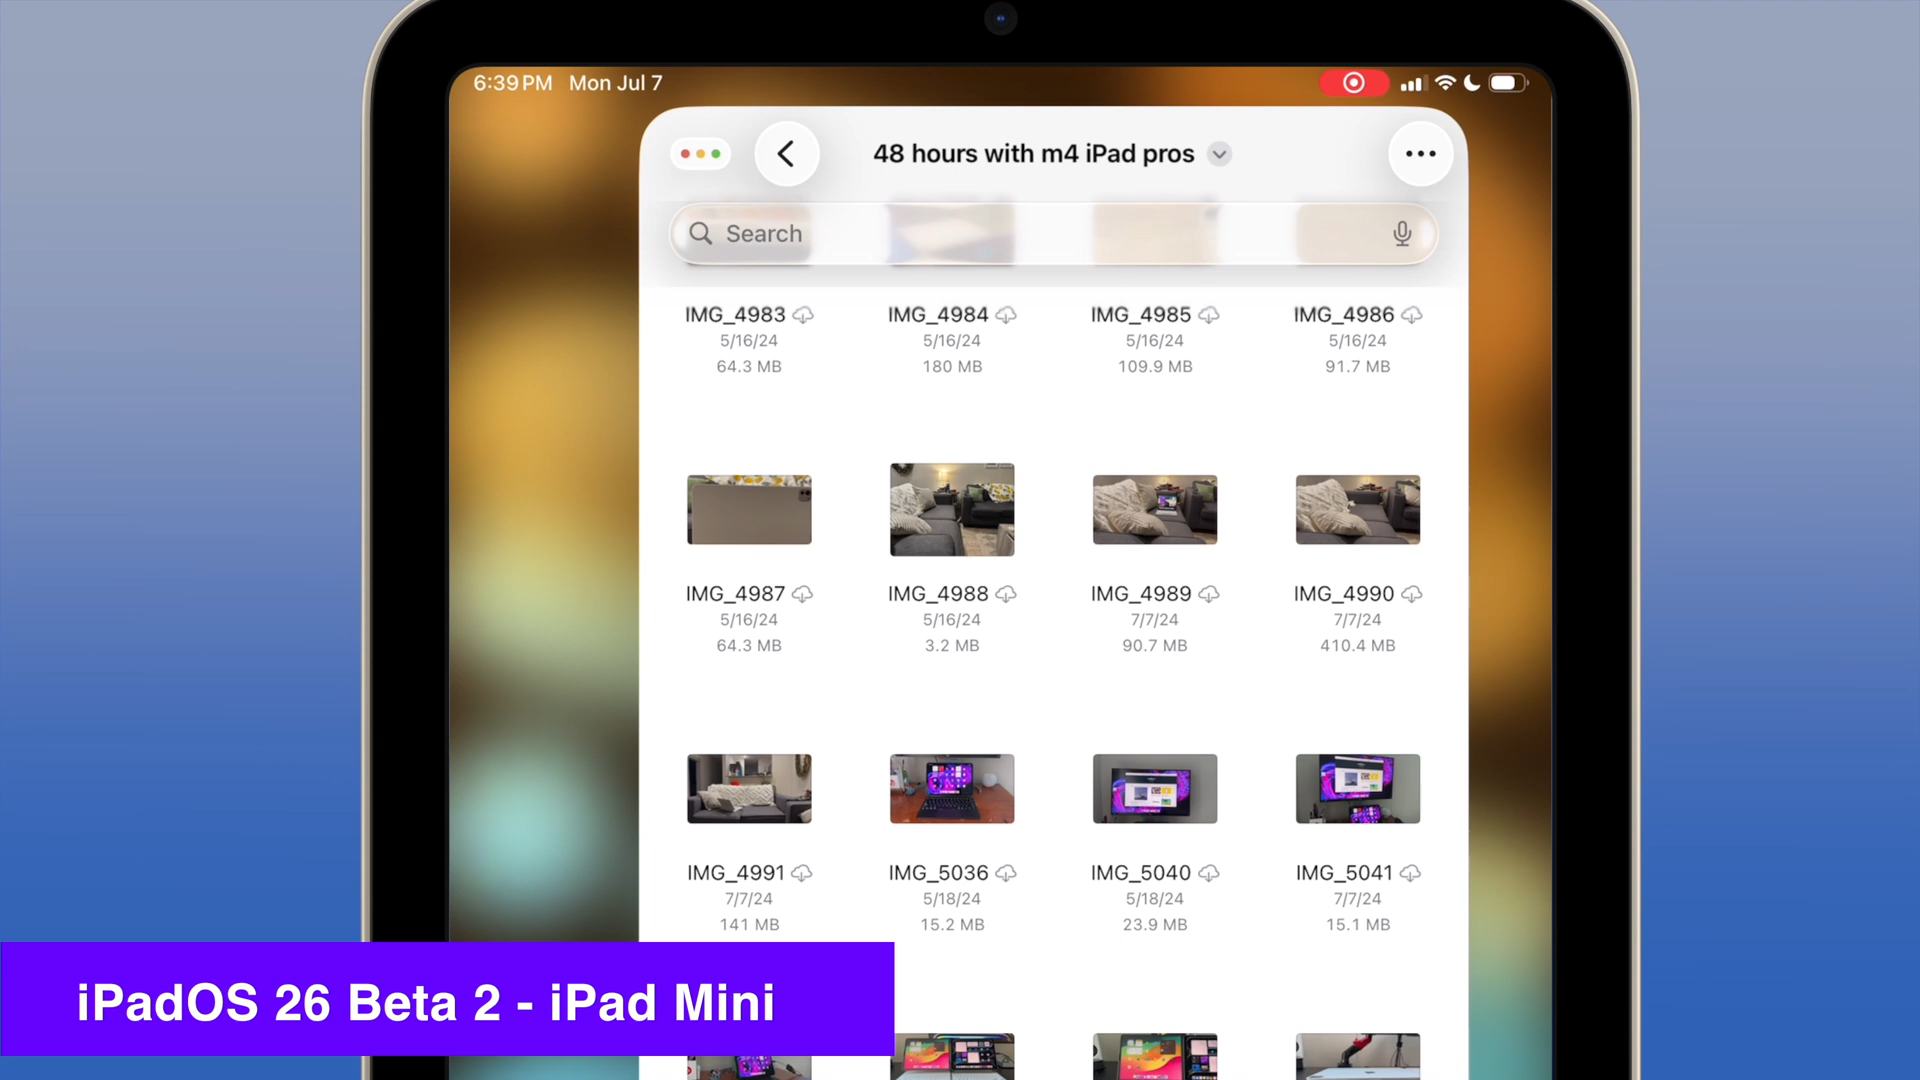 6:39 PM Mon Jul 7
48 hours with m4 iPad pros
Search
IMG_4983 IMG_4984 IMG_4985 IMG_4986
5/16/24 5/16/24 5/16/24 5/16/24
64.3 MB 180 MB 109.9 MB 91.7 MB
IMG_4987 IMG_4988 IMG_4989 IMG_4990
5/16/24 5/16/24 7/7/24 7/7/24
64.3 MB 3.2 MB 90.7 MB 410.4 MB
IMG_4991 IMG_5036 IMG_5040 IMG_5041
7/7/24 5/18/24 5/18/24 7/7/24
141 MB 15.2 MB 23.9 MB 15.1 MB
iPadOS 26 Beta 2 - iPad Mini